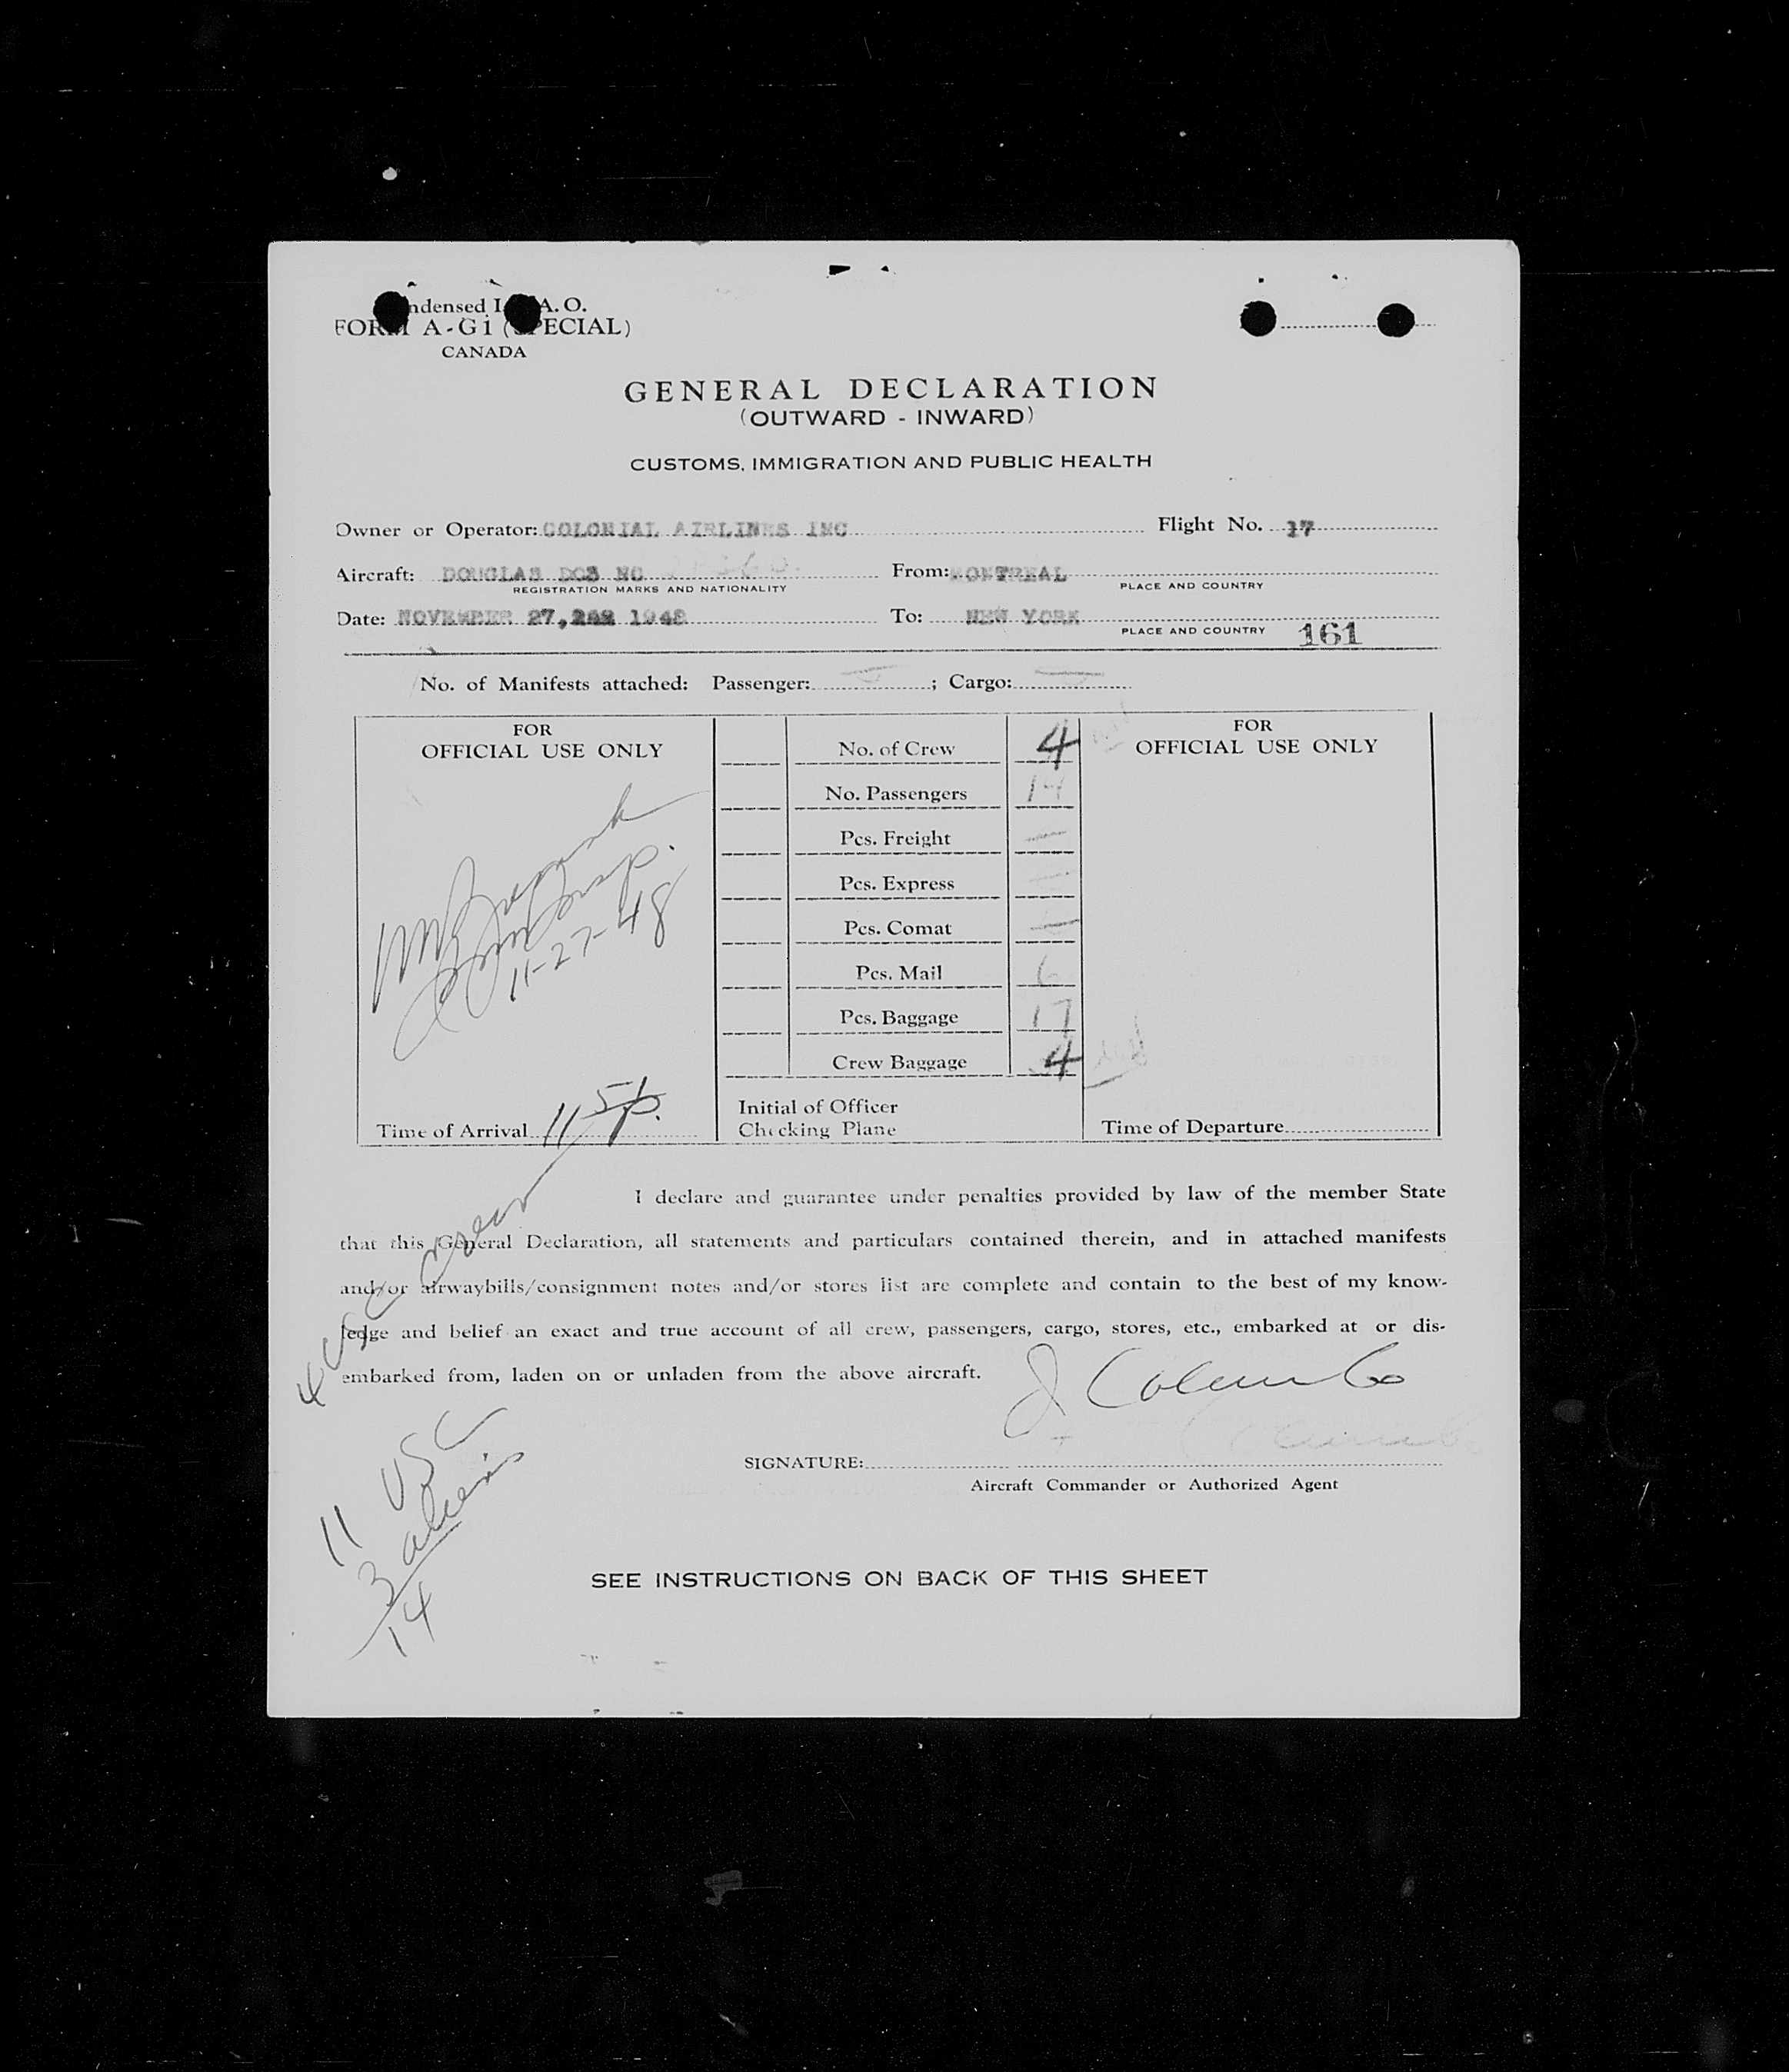 ndensed I. A. O.
FORM A-G1 (SPECIAL)
CANADA
GENERAL DECLARATION
(OUTWARD - INWARD)
CUSTOMS, IMMIGRATION AND PUBLIC HEALTH
Owner or Operator: COLONIAL AIRLINES INC Flight No. 17
Aircraft: DOUGLAS DC3 NC From: MONTREAL
REGISTRATION MARKS AND NATIONALITY PLACE AND COUNTRY
Date: NOVEMBER 27, 1948 To: NEW YORK
PLACE AND COUNTRY 161
No. of Manifests attached: Passenger: ; Cargo:
FOR
OFFICIAL USE ONLY
11-27-48
Time of Arrival 11 5p.
No. of Crew 4
No. Passengers 14
Pcs. Freight —
Pcs. Express —
Pcs. Comat —
Pcs. Mail 6
Pcs. Baggage 17
Crew Baggage 4
Initial of Officer
Checking Plane
FOR
OFFICIAL USE ONLY
Time of Departure
I declare and guarantee under penalties provided by law of the member State
that this General Declaration, all statements and particulars contained therein, and in attached manifests
and/or airwaybills/consignment notes and/or stores list are complete and contain to the best of my know-
ledge and belief an exact and true account of all crew, passengers, cargo, stores, etc., embarked at or dis-
embarked from, laden on or unladen from the above aircraft.
4 USC Crew
J Columbo
SIGNATURE:
Aircraft Commander or Authorized Agent
11 USC
3 aliens
14
SEE INSTRUCTIONS ON BACK OF THIS SHEET